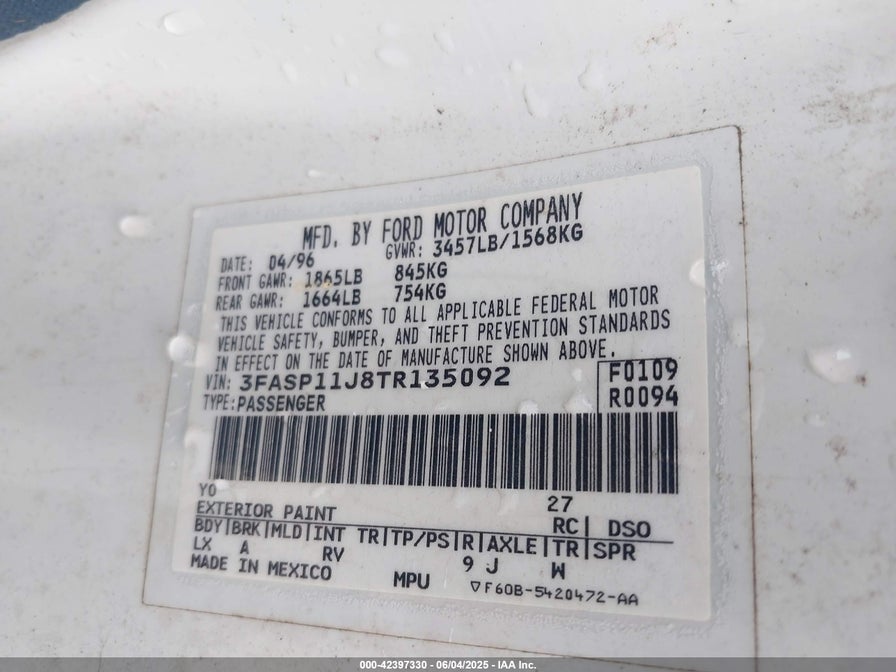 MFD. BY FORD MOTOR COMPANY
DATE: 04/96 GVWR: 3457LB/1568KG
FRONT GAWR: 1865LB 845KG
REAR GAWR: 1664LB 754KG
THIS VEHICLE CONFORMS TO ALL APPLICABLE FEDERAL MOTOR
VEHICLE SAFETY, BUMPER, AND THEFT PREVENTION STANDARDS
IN EFFECT ON THE DATE OF MANUFACTURE SHOWN ABOVE.
VIN: 3FASP11J8TR135092 F0109
TYPE: PASSENGER R0094
YO 27
EXTERIOR PAINT RC| DSO
BDY|BRK|MLD|INT TR|TP/PS|R|AXLE|TR|SPR
LX A RV 9 J W
MADE IN MEXICO MPU ▽F60B-5420472-AA
000-42397330 - 06/04/2025 - IAA Inc.